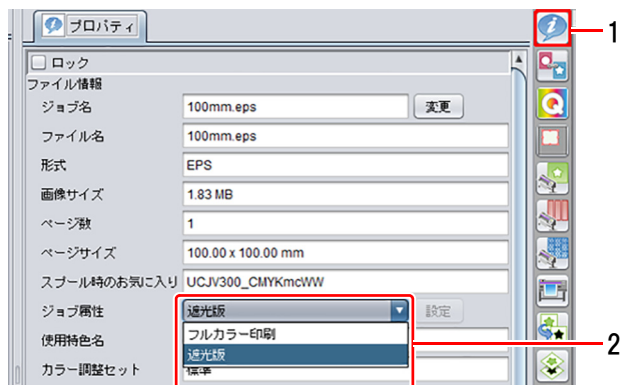 プロパティ
1
ロック
ファイル情報
ジョブ名 100mm.eps 変更
ファイル名 100mm.eps
形式 EPS
画像サイズ 1.83 MB
ページ数 1
ページサイズ 100.00 x 100.00 mm
スプール時のお気に入り UCJV300_CMYKmcWW
ジョブ属性 遮光版 設定
使用特色名 フルカラー印刷
遮光版
2
カラー調整セット 標準